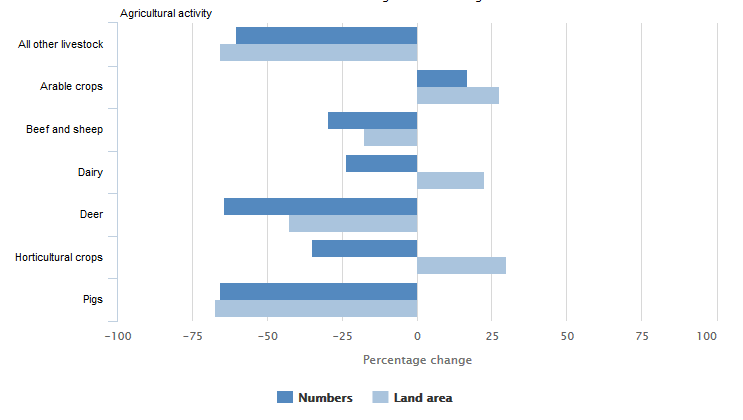 Agricultural activity
All other livestock
Arable crops
Beef and sheep
Dairy
Deer
Horticultural crops
Pigs
−100 −75 −50 −25 0 25 50 75 100
Percentage change
Numbers Land area